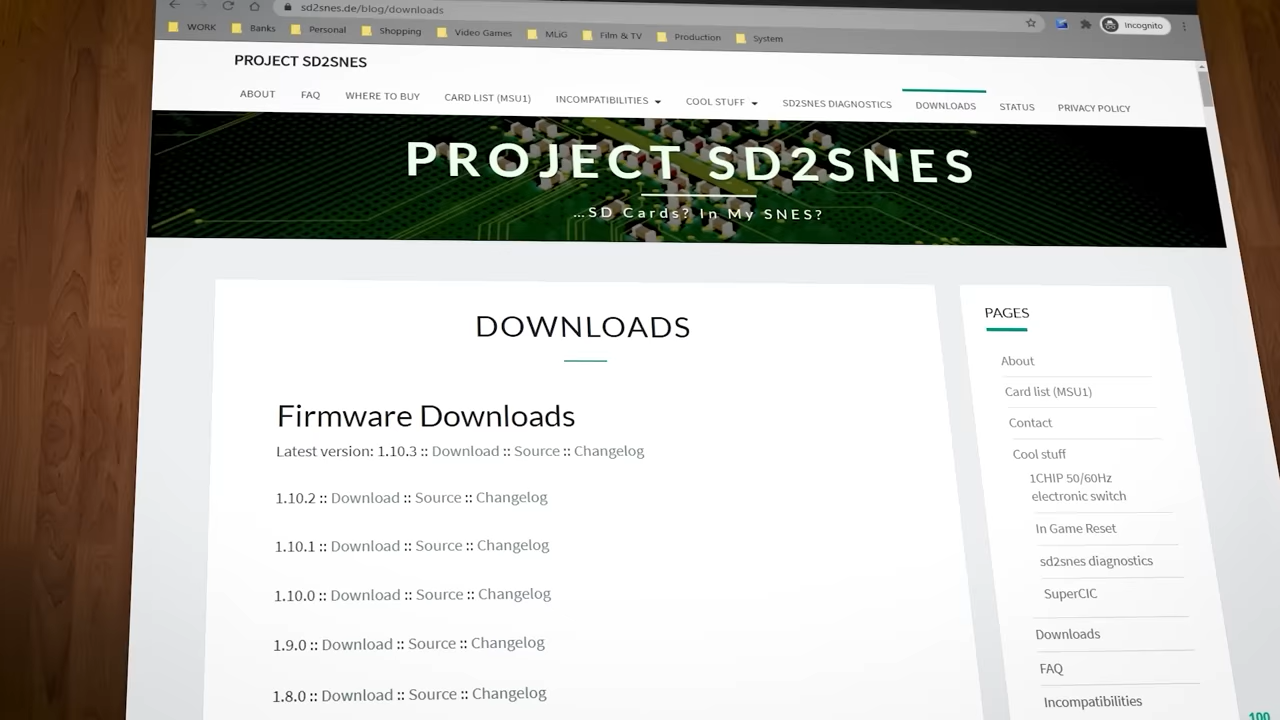 sd2snes.de/blog/downloads
Incognito
WORK Banks Personal Shopping Video Games MLiG Film & TV Production System
PROJECT SD2SNES
ABOUT FAQ WHERE TO BUY CARD LIST (MSU1) INCOMPATIBILITIES COOL STUFF SD2SNES DIAGNOSTICS DOWNLOADS STATUS PRIVACY POLICY
PROJECT SD2SNES
...SD Cards? In My SNES?
DOWNLOADS
Firmware Downloads
Latest version: 1.10.3 :: Download :: Source :: Changelog
1.10.2 :: Download :: Source :: Changelog
1.10.1 :: Download :: Source :: Changelog
1.10.0 :: Download :: Source :: Changelog
1.9.0 :: Download :: Source :: Changelog
1.8.0 :: Download :: Source :: Changelog
PAGES
About
Card list (MSU1)
Contact
Cool stuff
1CHIP 50/60Hz
electronic switch
In Game Reset
sd2snes diagnostics
SuperCIC
Downloads
FAQ
Incompatibilities